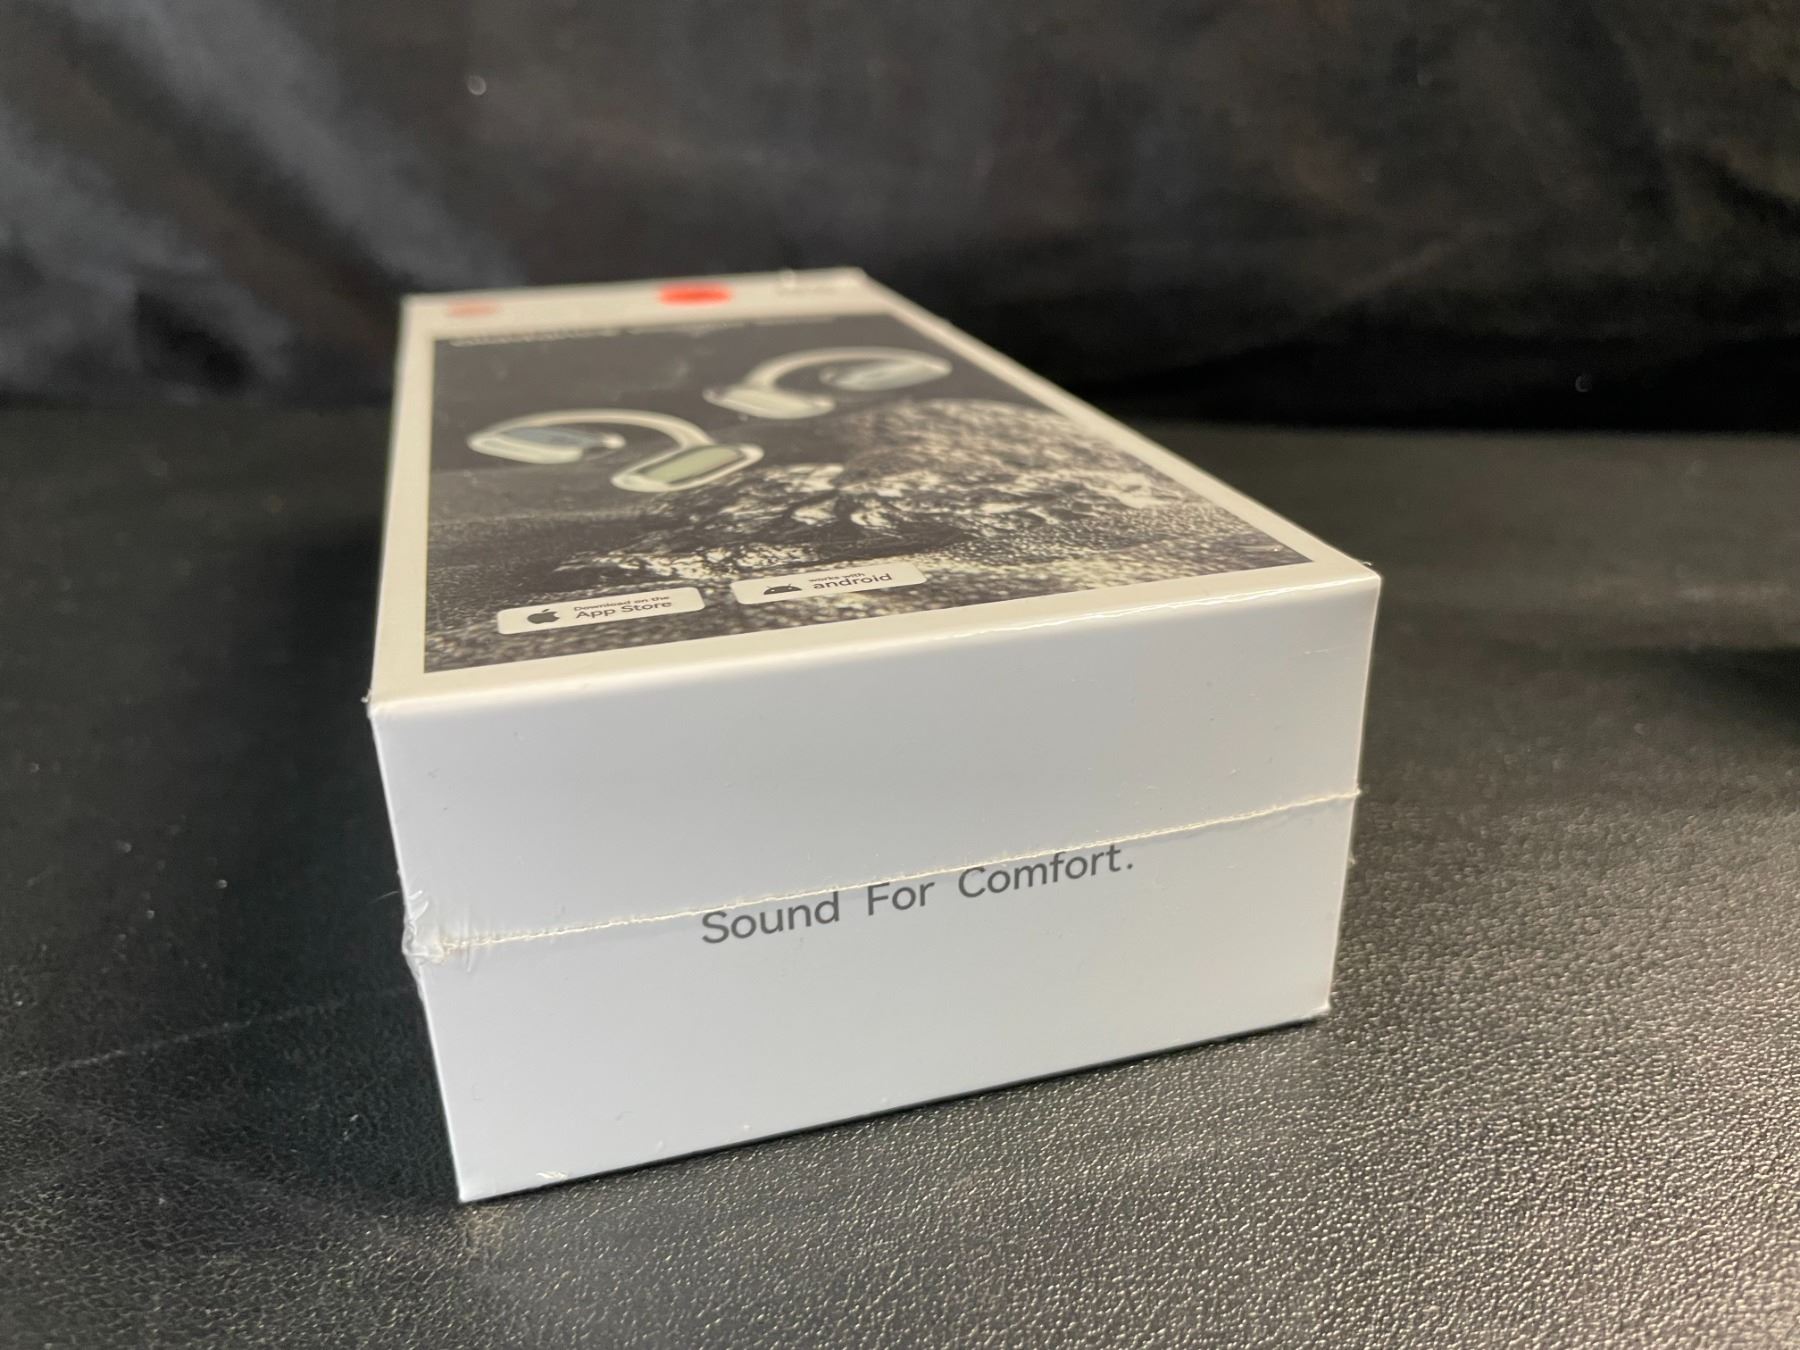 Download on the
App Store
works with
android
Sound For Comfort.